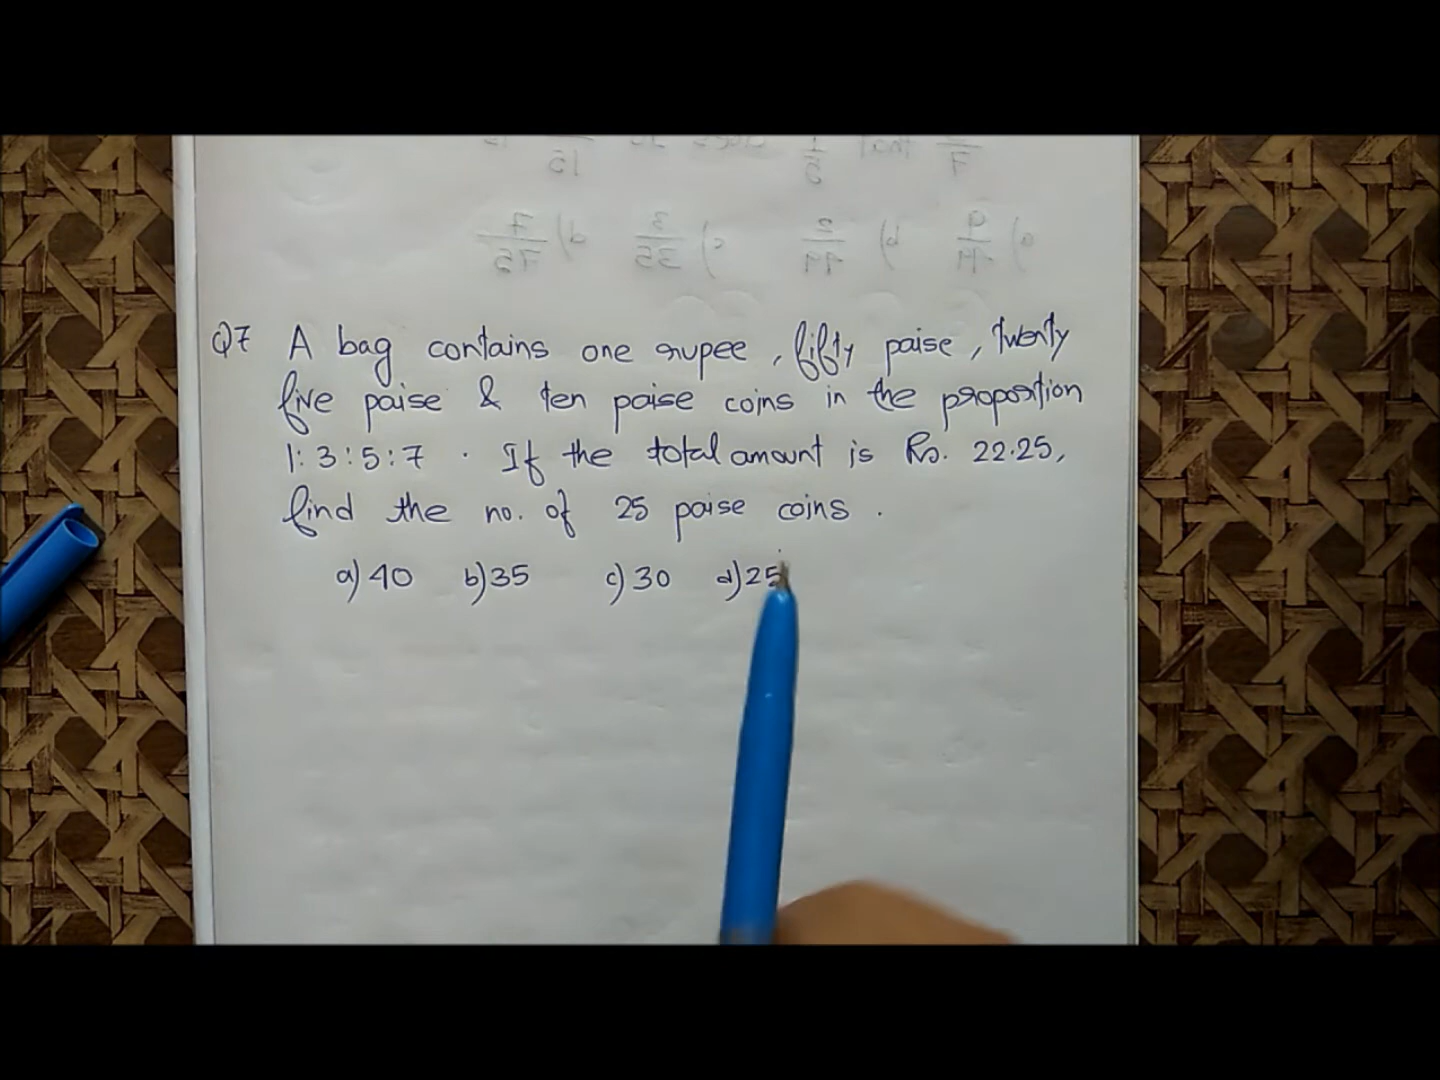 Q7 A bag contains one rupee, fifty paise, twenty
five paise & ten paise coins in the proportion
1:3:5:7. If the total amount is Rs. 22.25,
find the no. of 25 paise coins.
a) 40 b) 35 c) 30 d) 25